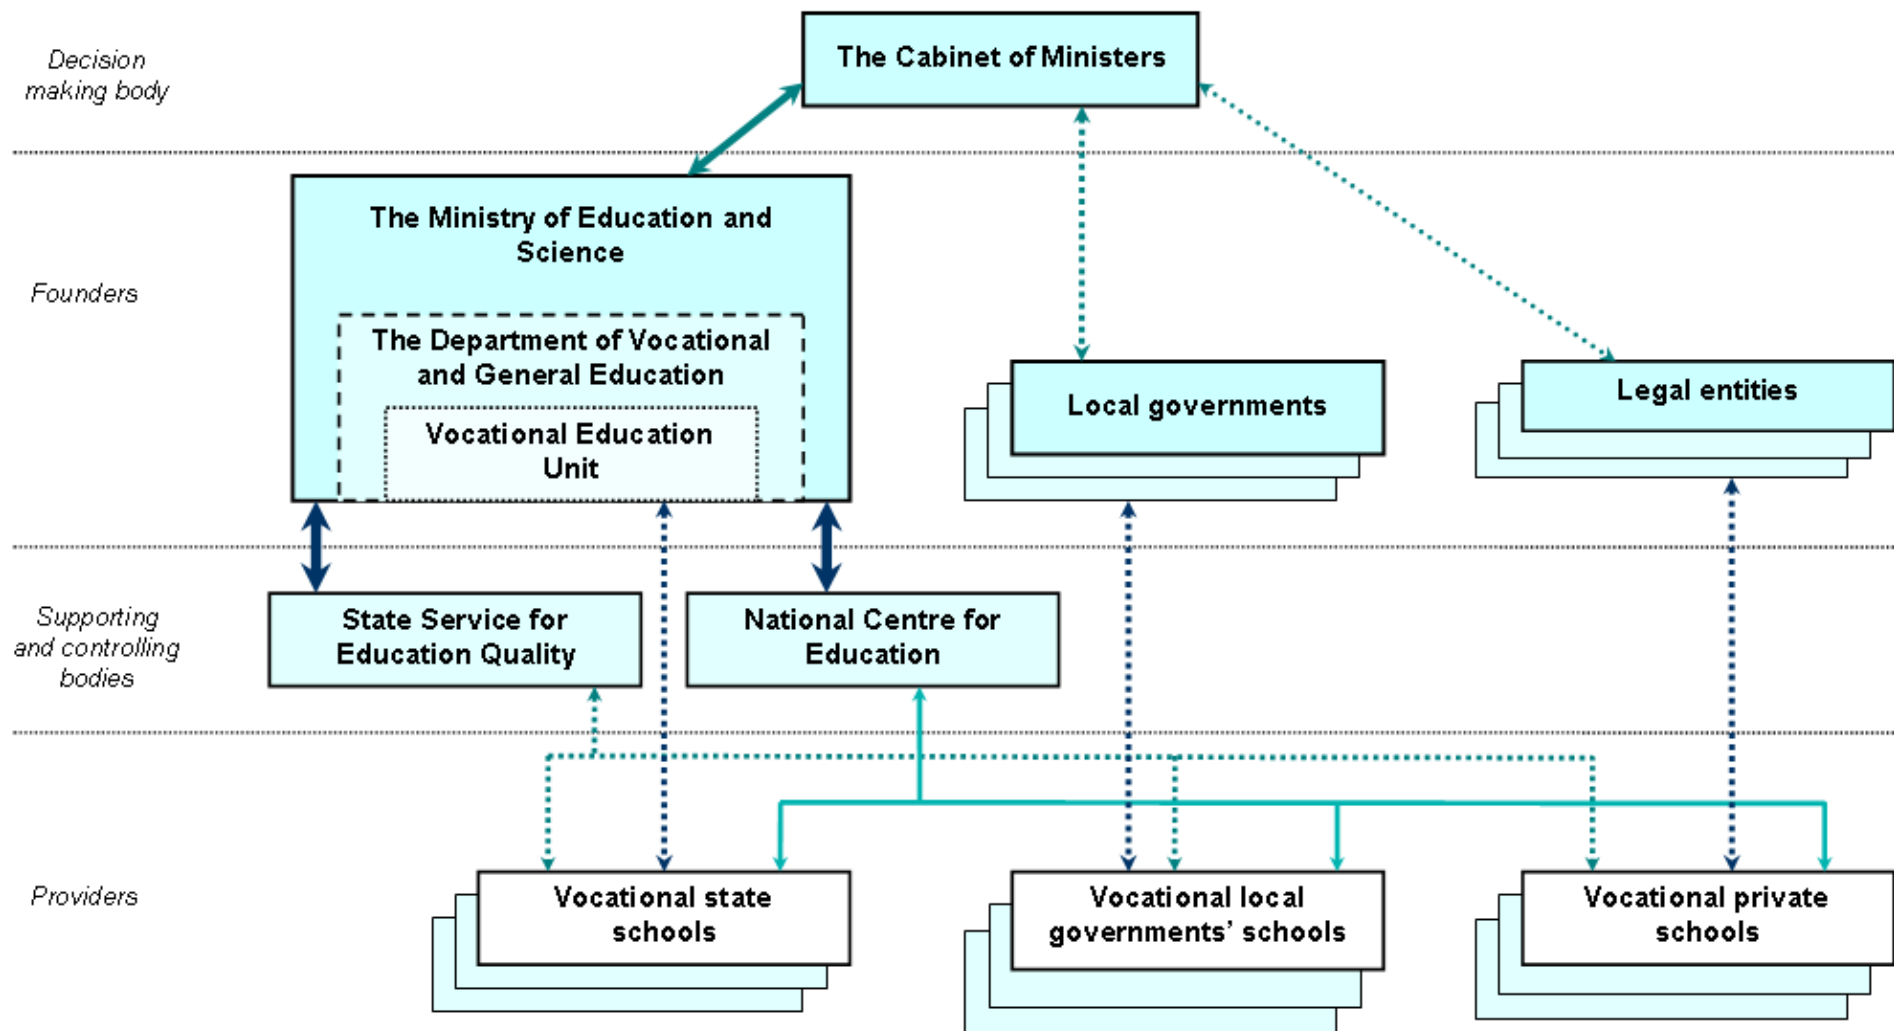 Decision
making body
The Cabinet of Ministers
Founders
The Ministry of Education and
Science
The Department of Vocational
and General Education
Vocational Education
Unit
Local governments
Legal entities
Supporting
and controlling
bodies
State Service for
Education Quality
National Centre for
Education
Providers
Vocational state
schools
Vocational local
governments’ schools
Vocational private
schools